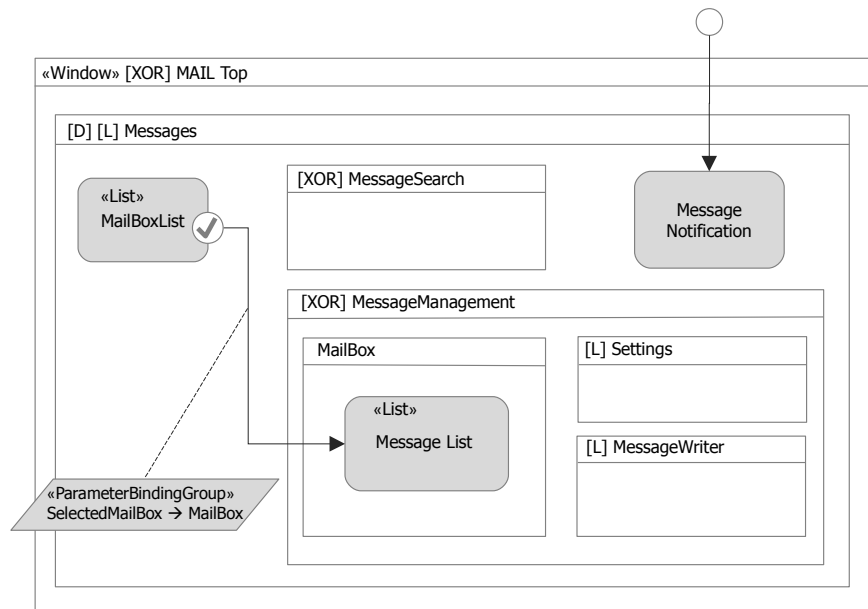 «Window» [XOR] MAIL Top
[D] [L] Messages
«List»
MailBoxList
[XOR] MessageSearch
Message
Notification
[XOR] MessageManagement
MailBox
«List»
Message List
[L] Settings
[L] MessageWriter
«ParameterBindingGroup»
SelectedMailBox → MailBox